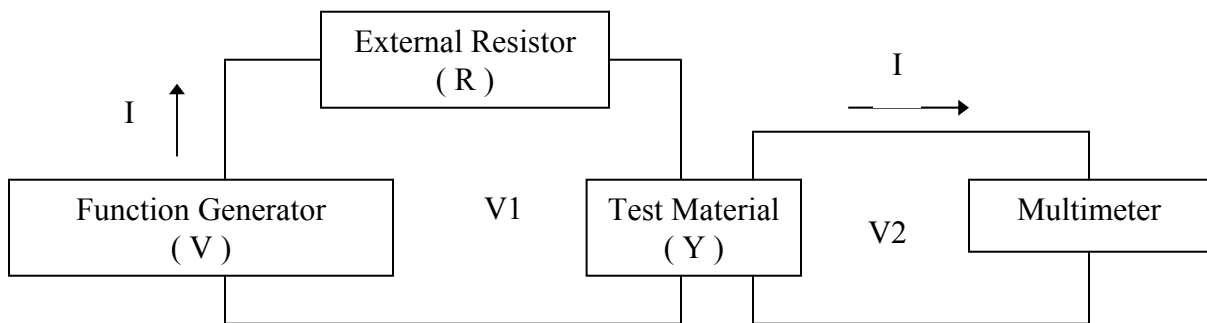 External Resistor
( R )
I
I
Function Generator
( V )
V1
Test Material
( Y )
V2
Multimeter